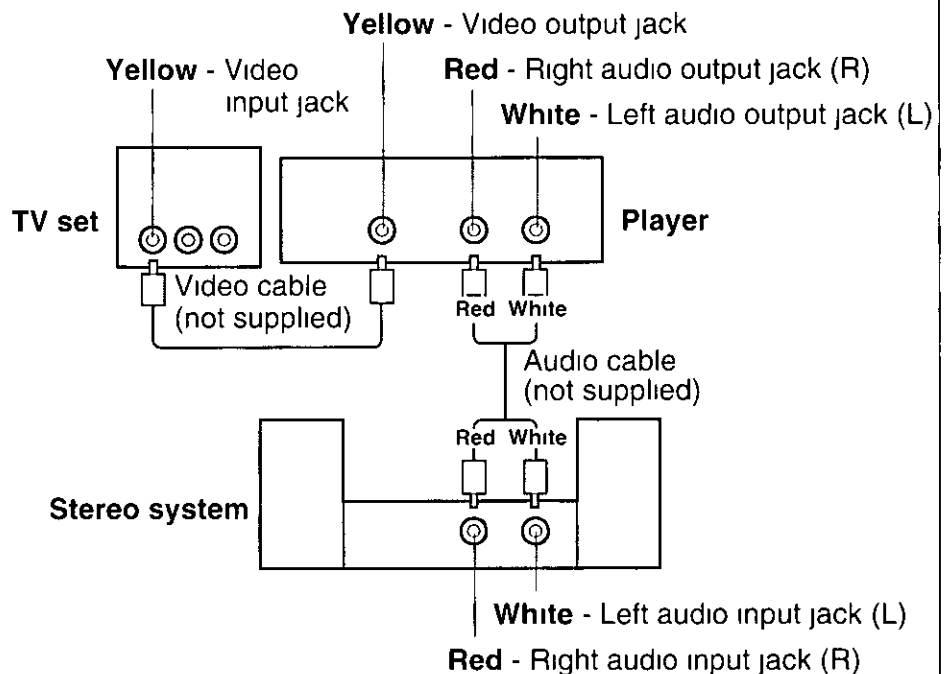 Yellow - Video output jack
Yellow - Video
input jack
Red - Right audio output jack (R)
White - Left audio output jack (L)
TV set
Player
Video cable
(not supplied)
Red White
Audio cable
(not supplied)
Red White
Stereo system
White - Left audio input jack (L)
Red - Right audio input jack (R)